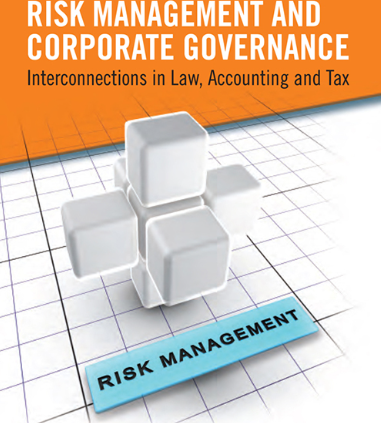 RISK MANAGEMENT AND
CORPORATE GOVERNANCE
Interconnections in Law, Accounting and Tax
RISK MANAGEMENT